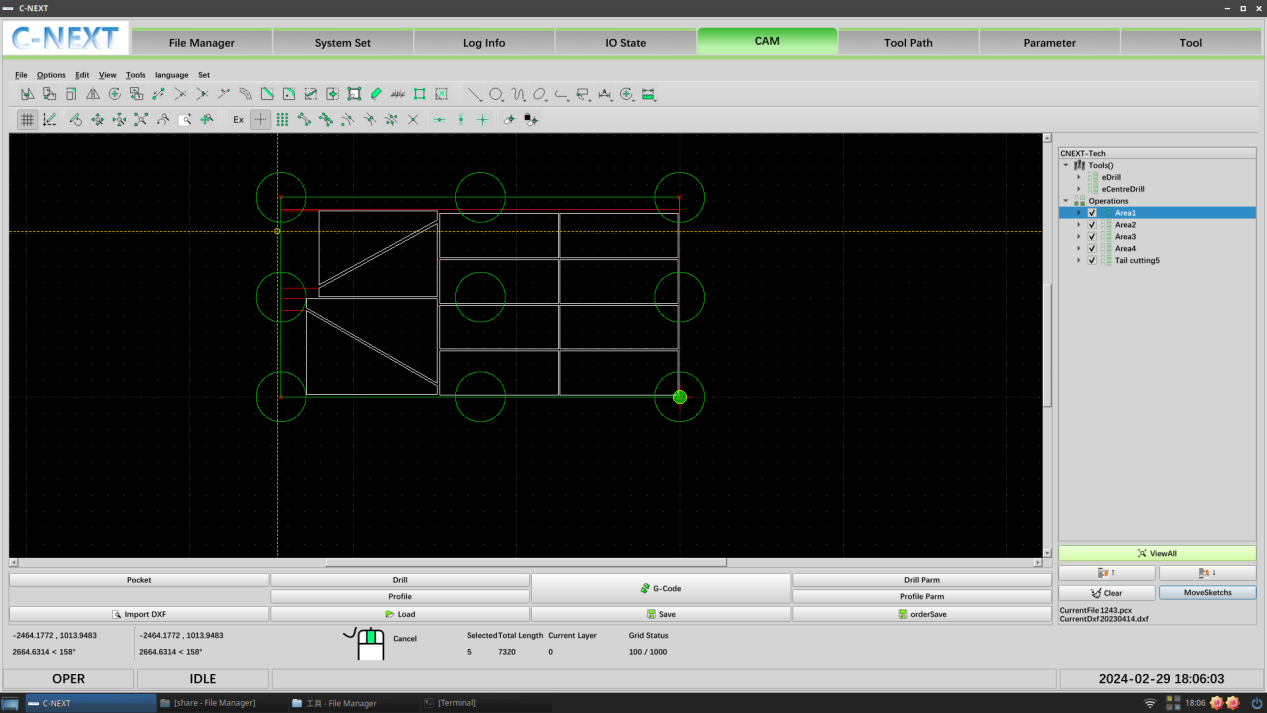 C-NEXT
C-NEXT
File Manager
System Set
Log Info
IO State
CAM
Tool Path
Parameter
Tool
File
Options
Edit
View
Tools
language
Set
Ex
CNEXT-Tech
Tools()
eDrill
eCentreDrill
Operations
Area1
Area2
Area3
Area4
Tail cutting5
ViewAll
Clear
MoveSketchs
CurrentFile1243.pcx
CurrentDxf20230414.dxf
Pocket
Drill
G-Code
Drill Parm
Profile
Profile Parm
Import DXF
Load
Save
orderSave
-2464.1772 , 1013.9483
-2464.1772 , 1013.9483
Cancel
Selected Total Length
Current Layer
Grid Status
2664.6314 < 158°
2664.6314 < 158°
5
7320
0
100 / 1000
OPER
IDLE
2024-02-29 18:06:03
C-NEXT
[share - File Manager]
工具 - File Manager
[Terminal]
18:06